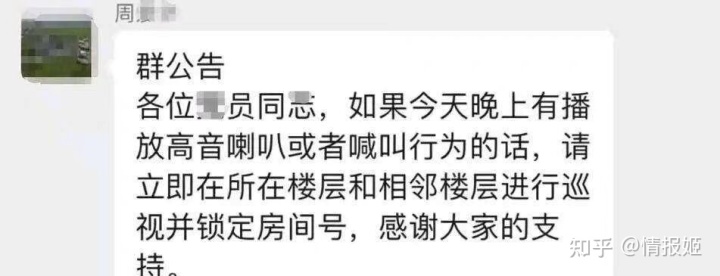 周
群公告
各位员同志，如果今天晚上有播
放高音喇叭或者喊叫行为的话，请
立即在所在楼层和相邻楼层进行巡
视并锁定房间号，感谢大家的支
持。
知乎 @情报姬